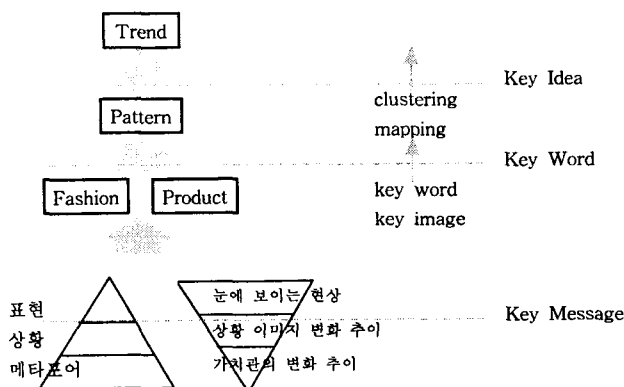 Trend
Key Idea
clustering
mapping
Pattern
Key Word
Fashion
Product
key word
key image
표현
상황
메타포어
눈에 보이는 현상
상황 이미지 변화 추이
가치관의 변화 추이
Key Message